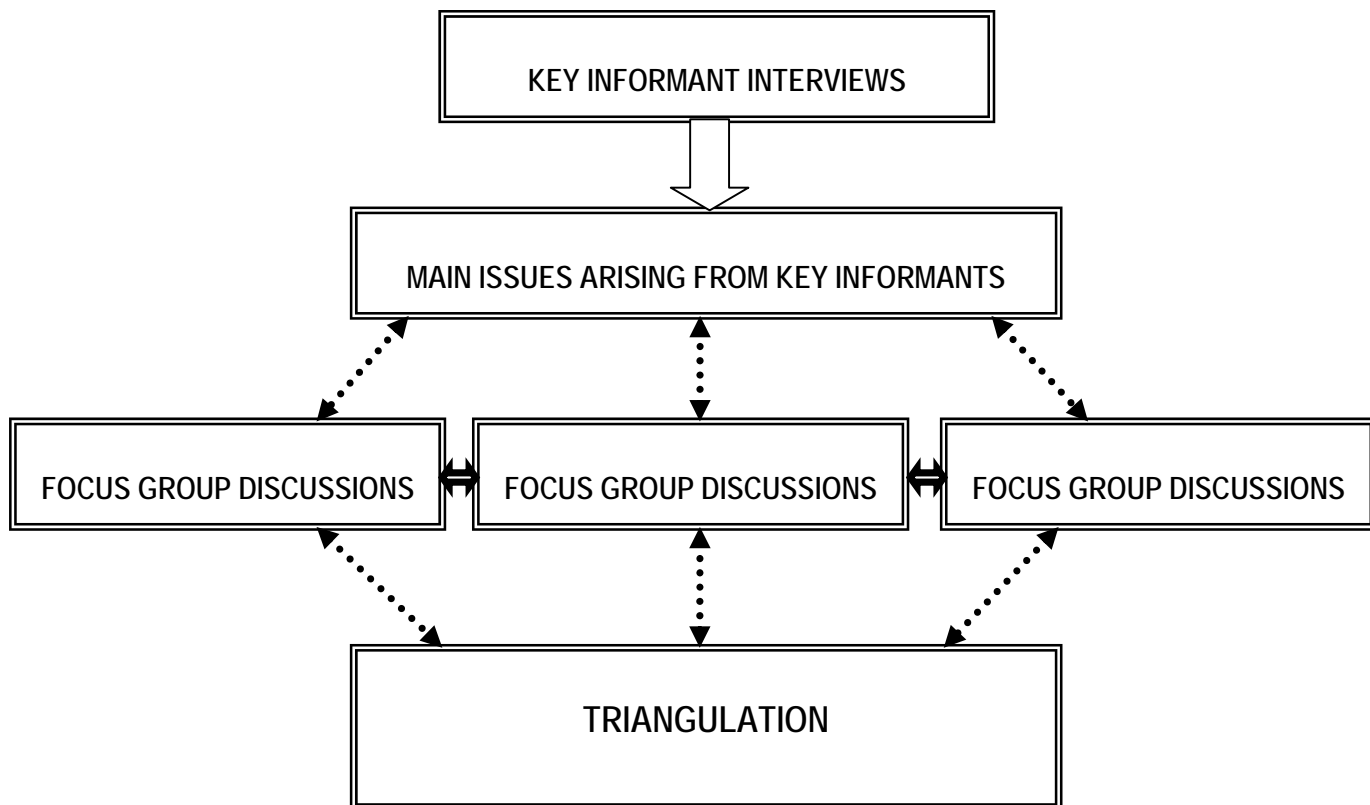 KEY INFORMANT INTERVIEWS
MAIN ISSUES ARISING FROM KEY INFORMANTS
FOCUS GROUP DISCUSSIONS
FOCUS GROUP DISCUSSIONS
FOCUS GROUP DISCUSSIONS
TRIANGULATION